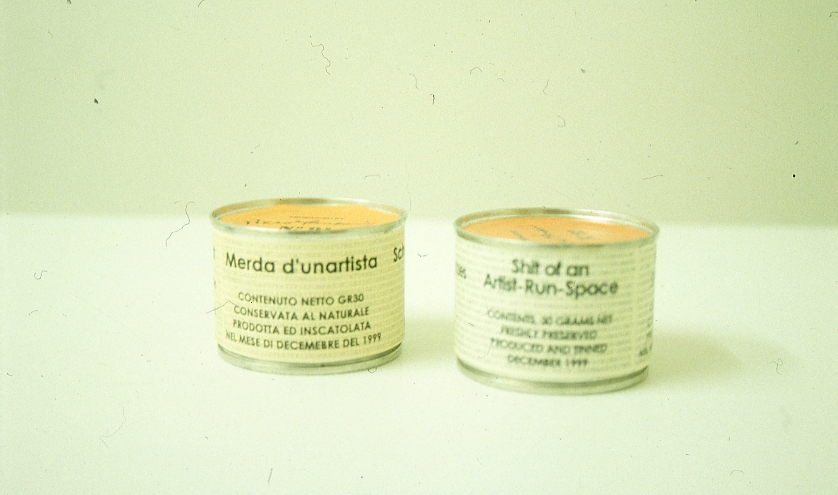 Merda d'unartista
CONTENUTO NETTO GR30
CONSERVATA AL NATURALE
PRODOTTA ED INSCATOLATA
NEL MESE DI DECEMEBRE DEL 1999
Shit of an
Artist-Run-Space
CONTENTS, 30 GRAMS NET
FRESHLY PRESERVED
PRODUCED AND TINNED
DECEMBER 1999